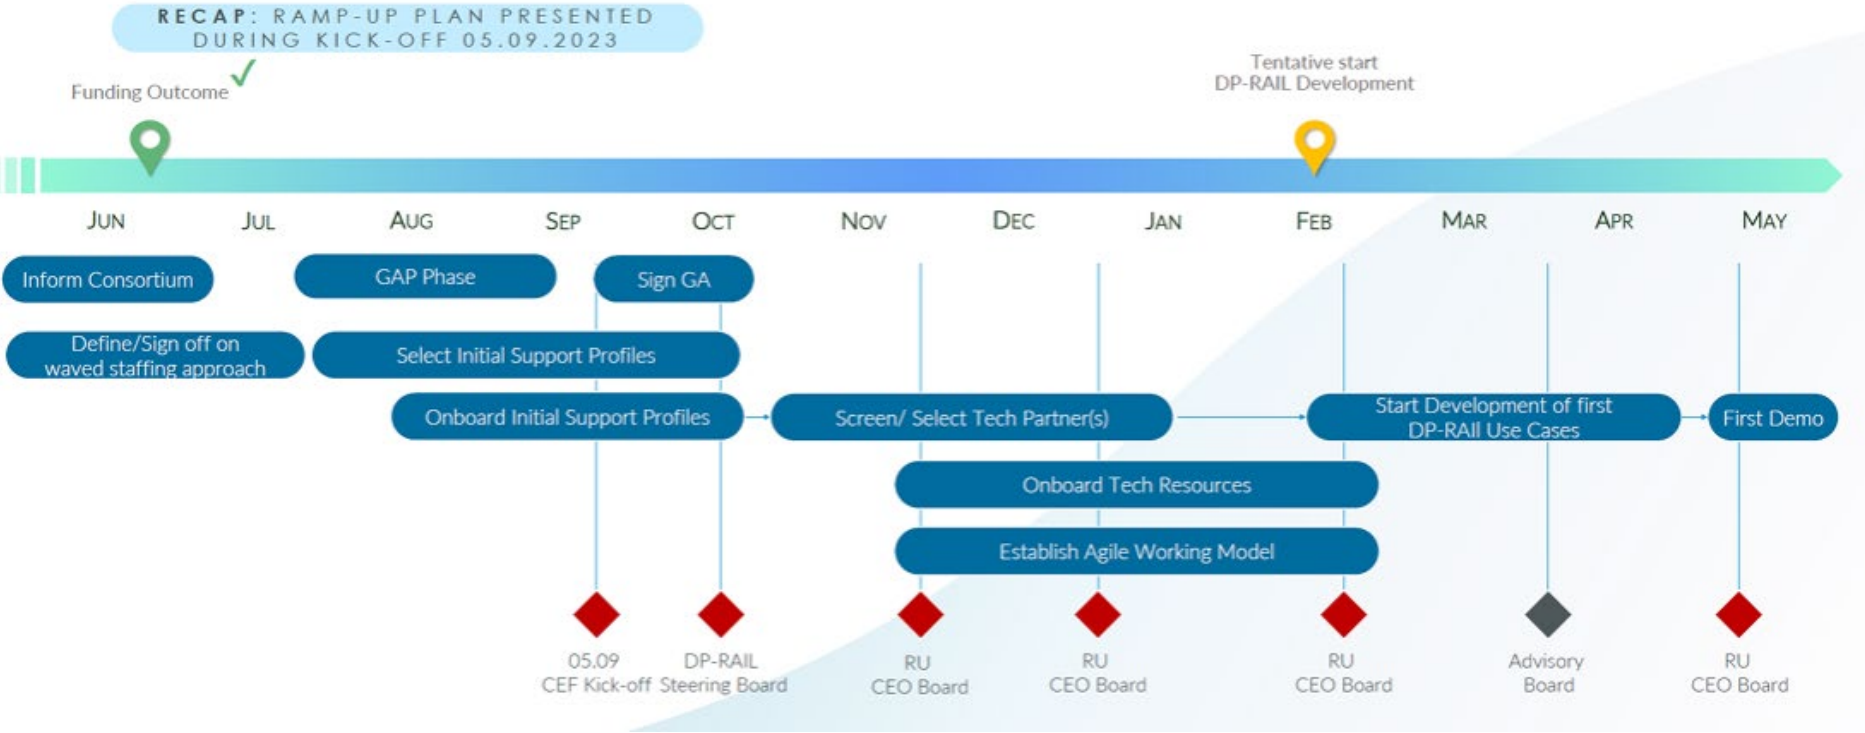 RECAP: RAMP-UP PLAN PRESENTED
DURING KICK-OFF 05.09.2023
Funding Outcome
Tentative start
DP-RAIL Development
JUN JUL AUG SEP OCT NOV DEC JAN FEB MAR APR MAY
Inform Consortium
GAP Phase
Sign GA
Define/Sign off on
waved staffing approach
Select Initial Support Profiles
Onboard Initial Support Profiles
Screen/ Select Tech Partner(s)
Start Development of first
DP-RAIl Use Cases
First Demo
Onboard Tech Resources
Establish Agile Working Model
05.09
CEF Kick-off
DP-RAIL
Steering Board
RU
CEO Board
RU
CEO Board
RU
CEO Board
Advisory
Board
RU
CEO Board